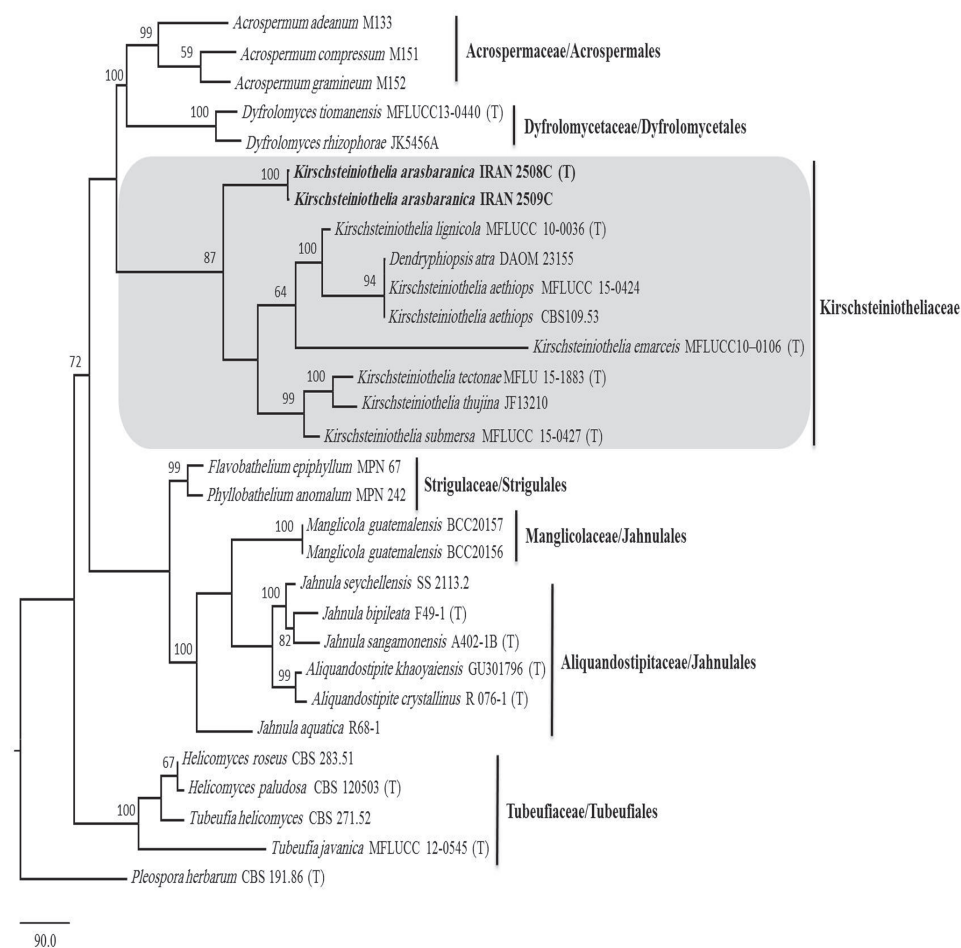 99
Acrospermum adeanum M133
59
Acrospermum compressum M151
Acrospermaceae/Acrospermales
100
Acrospermum gramineum M152
100
Dyfrolomyces tiomanensis MFLUCC13-0440 (T)
Dyfrolomycetaceae/Dyfrolomycetales
Dyfrolomyces rhizophorae JK5456A
100
Kirschsteiniothelia arasbaranica IRAN 2508C (T)
Kirschsteiniothelia arasbaranica IRAN 2509C
Kirschsteiniothelia lignicola MFLUCC 10-0036 (T)
100
87
Dendryphiopsis atra DAOM 23155
94
Kirschsteiniothelia aethiops MFLUCC 15-0424
64
Kirschsteiniotheliaceae
Kirschsteiniothelia aethiops CBS109.53
Kirschsteiniothelia emarceis MFLUCC10–0106 (T)
72
100
Kirschsteiniothelia tectonae MFLU 15-1883 (T)
99
Kirschsteiniothelia thujina JF13210
Kirschsteiniothelia submersa MFLUCC 15-0427 (T)
99
Flavobathelium epiphyllum MPN 67
Strigulaceae/Strigulales
Phyllobathelium anomalum MPN 242
100
Manglicola guatemalensis BCC20157
Manglicolaceae/Jahnulales
Manglicola guatemalensis BCC20156
Jahnula seychellensis SS 2113.2
100
Jahnula bipileata F49-1 (T)
82
Jahnula sangamonensis A402-1B (T)
100
Aliquandostipitaceae/Jahnulales
99
Aliquandostipite khaoyaiensis GU301796 (T)
Aliquandostipite crystallinus R 076-1 (T)
Jahnula aquatica R68-1
67
Helicomyces roseus CBS 283.51
Helicomyces paludosa CBS 120503 (T)
100
Tubeufiaceae/Tubeufiales
Tubeufia helicomyces CBS 271.52
Tubeufia javanica MFLUCC 12-0545 (T)
Pleospora herbarum CBS 191.86 (T)
90.0